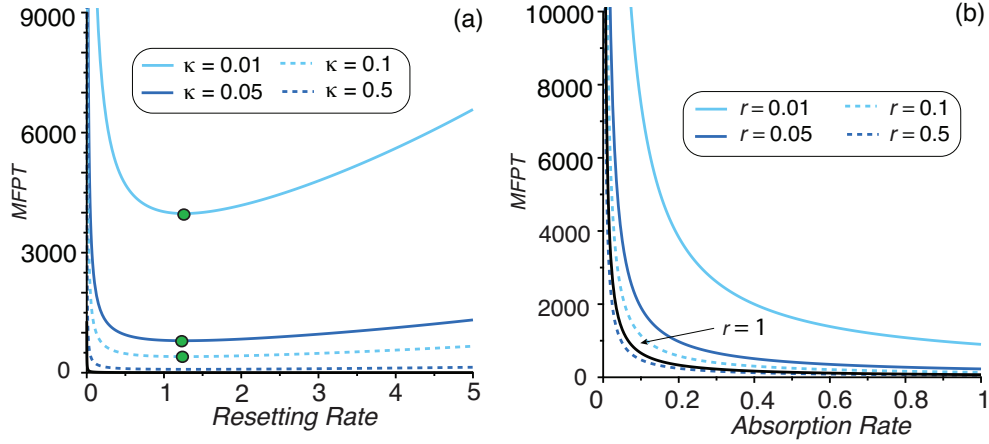 (a)
9000
6000
3000
0
MFPT
κ = 0.01
κ = 0.1
κ = 0.05
κ = 0.5
0 1 2 3 4 5
Resetting Rate
(b)
10000
8000
6000
4000
2000
0
MFPT
r = 0.01
r = 0.1
r = 0.05
r = 0.5
r = 1
0 0.2 0.4 0.6 0.8 1
Absorption Rate